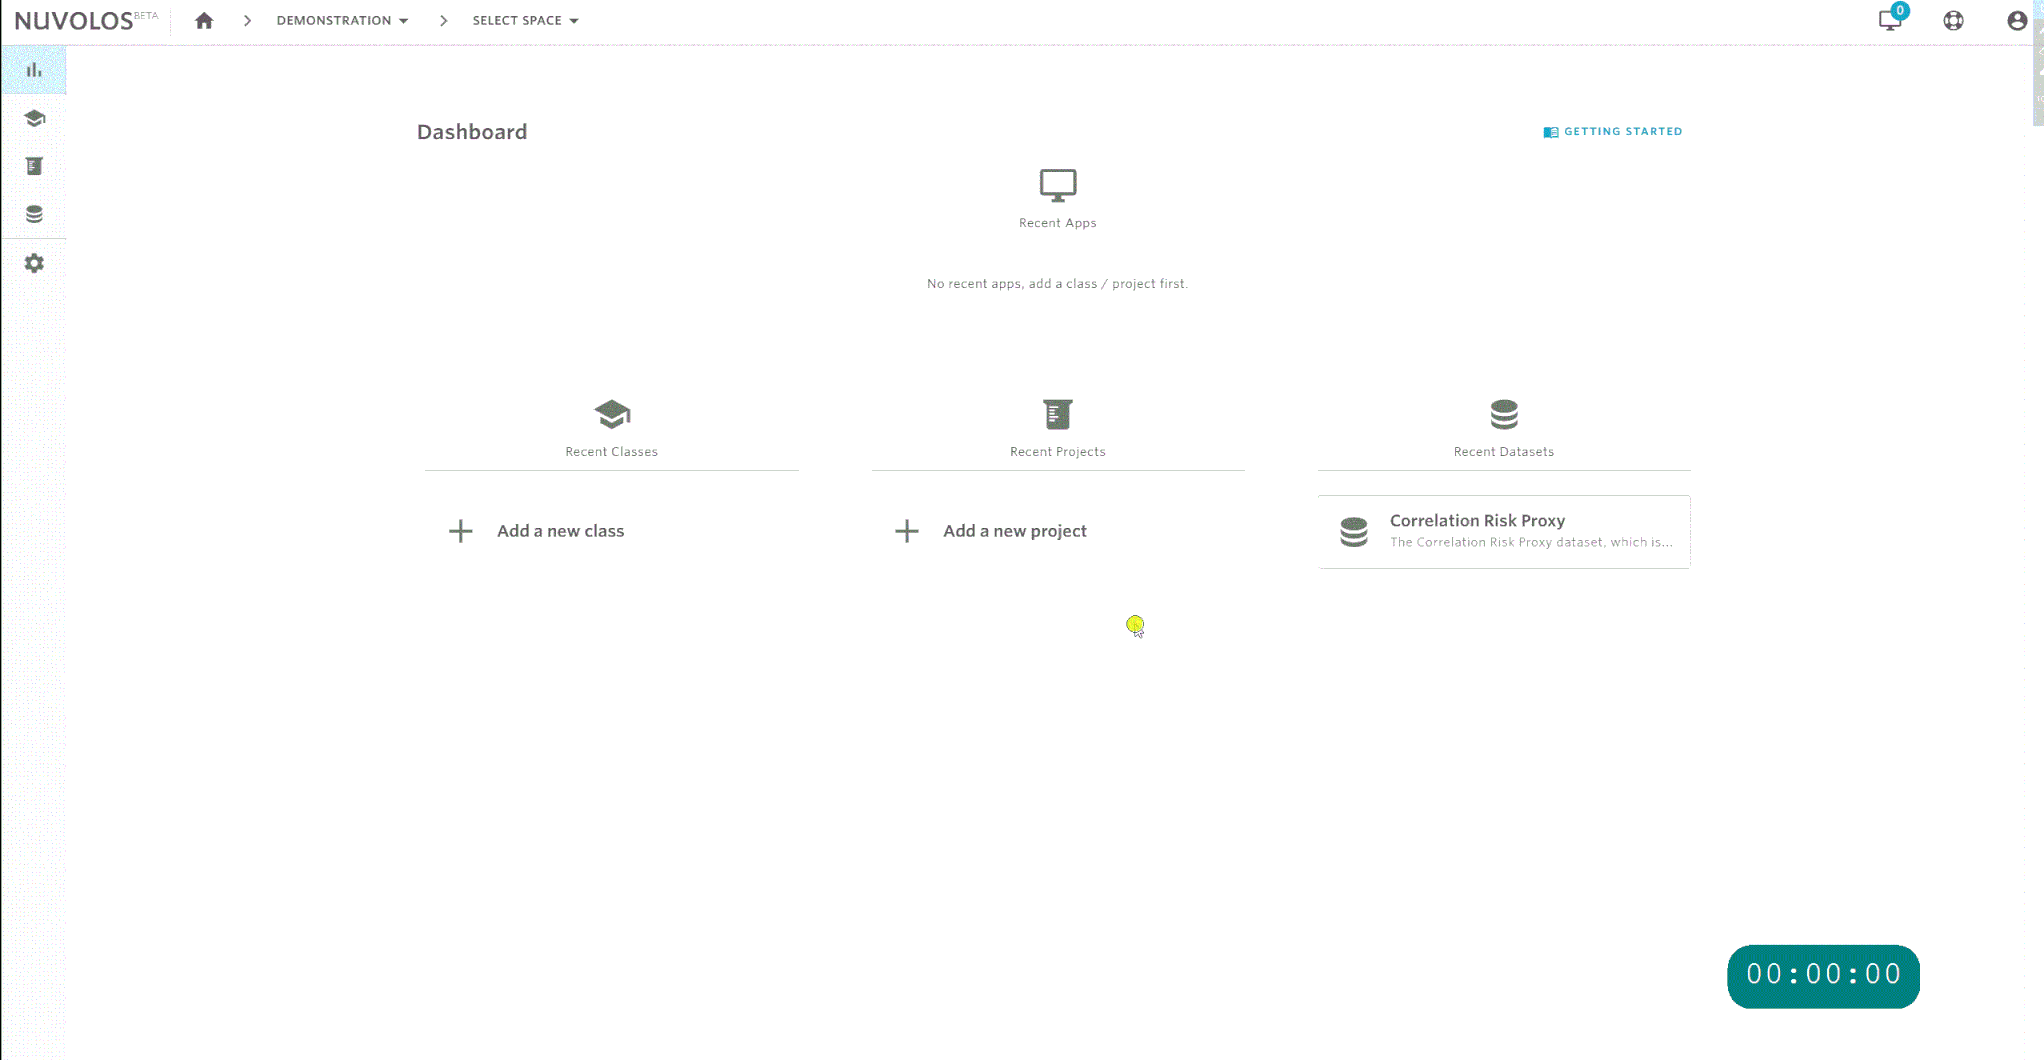 NUVOLOS BETA
DEMONSTRATION
SELECT SPACE
0
Dashboard
GETTING STARTED
Recent Apps
No recent apps, add a class / project first.
Recent Classes
Recent Projects
Recent Datasets
Add a new class
Add a new project
Correlation Risk Proxy
The Correlation Risk Proxy dataset, which is...
00:00:00